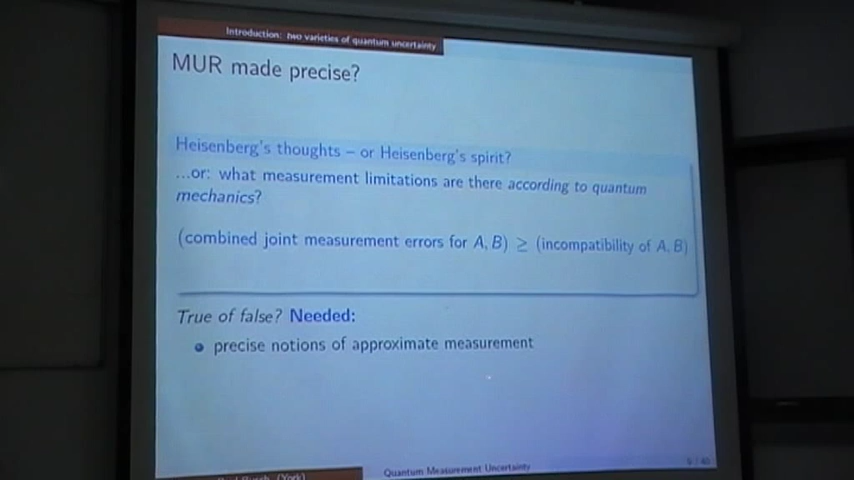 Introduction: two varieties of quantum uncertainty
MUR made precise?
Heisenberg's thoughts – or Heisenberg's spirit?
...or: what measurement limitations are there according to quantum
mechanics?
(combined joint measurement errors for A, B) ≥ (incompatibility of A, B)
True of false? Needed:
precise notions of approximate measurement
(York)
Quantum Measurement Uncertainty